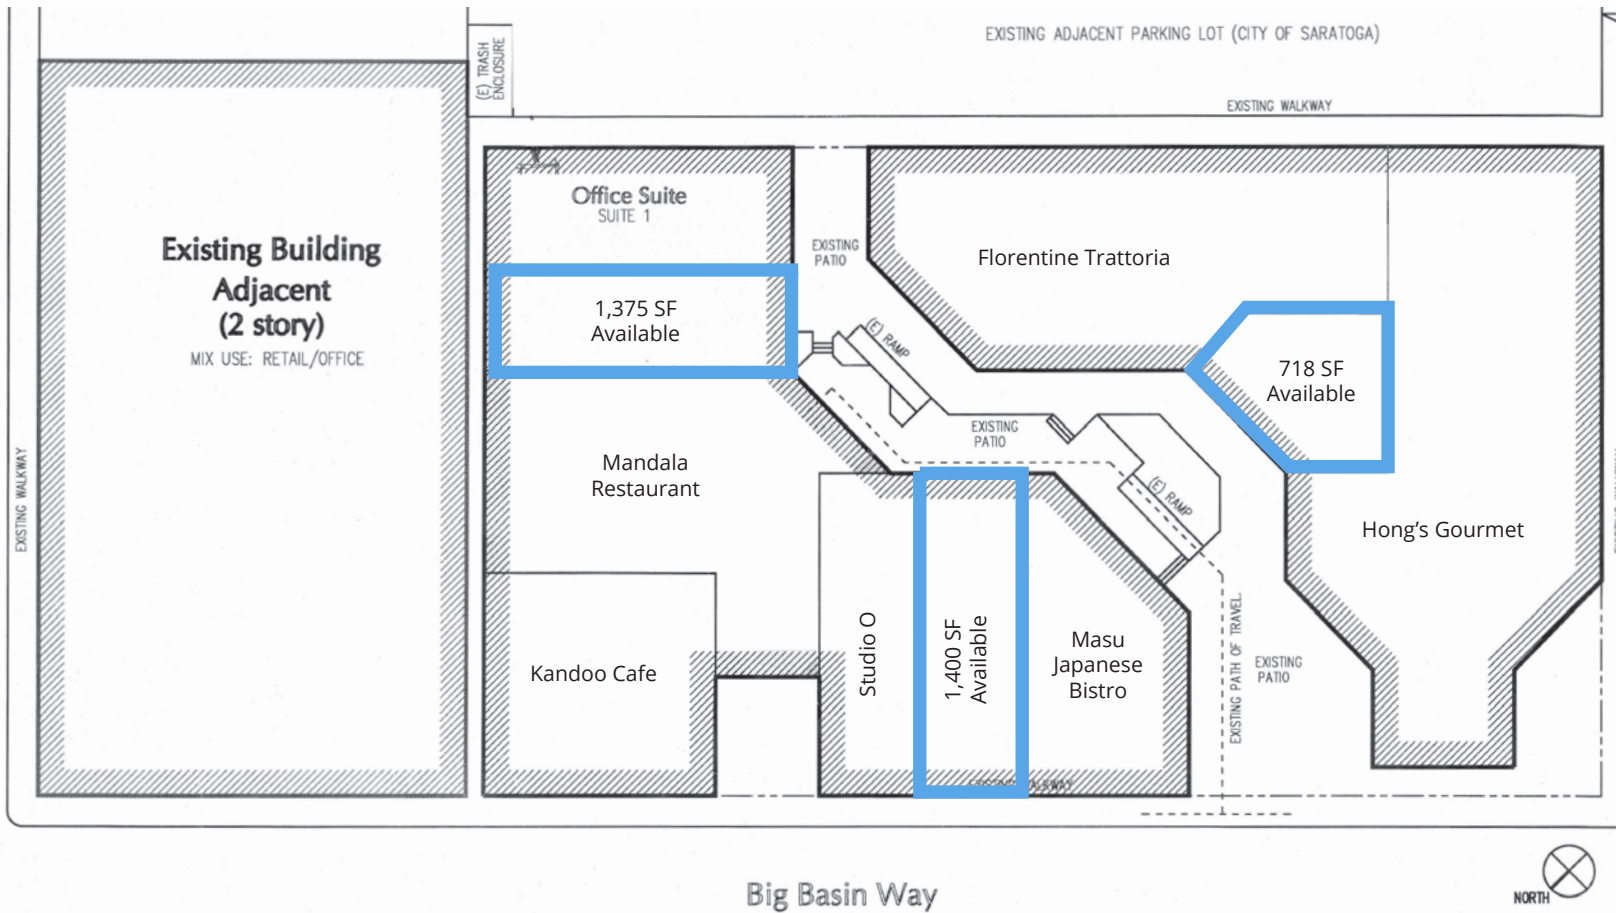 EXISTING ADJACENT PARKING LOT (CITY OF SARATOGA)
(E) TRASH
ENCLOSURE
EXISTING WALKWAY
Office Suite
SUITE 1
Existing Building
Adjacent
(2 story)
MIX USE: RETAIL/OFFICE
EXISTING
PATIO
Florentine Trattoria
1,375 SF
Available
(E) RAMP
718 SF
Available
EXISTING
PATIO
Mandala
Restaurant
EXISTING WALKWAY
(E) RAMP
Hong's Gourmet
Kandoo Cafe
Studio O
1,400 SF
Available
Masu
Japanese
Bistro
EXISTING PATH OF TRAVEL
EXISTING
PATIO
EXISTING WALKWAY
Big Basin Way
NORTH